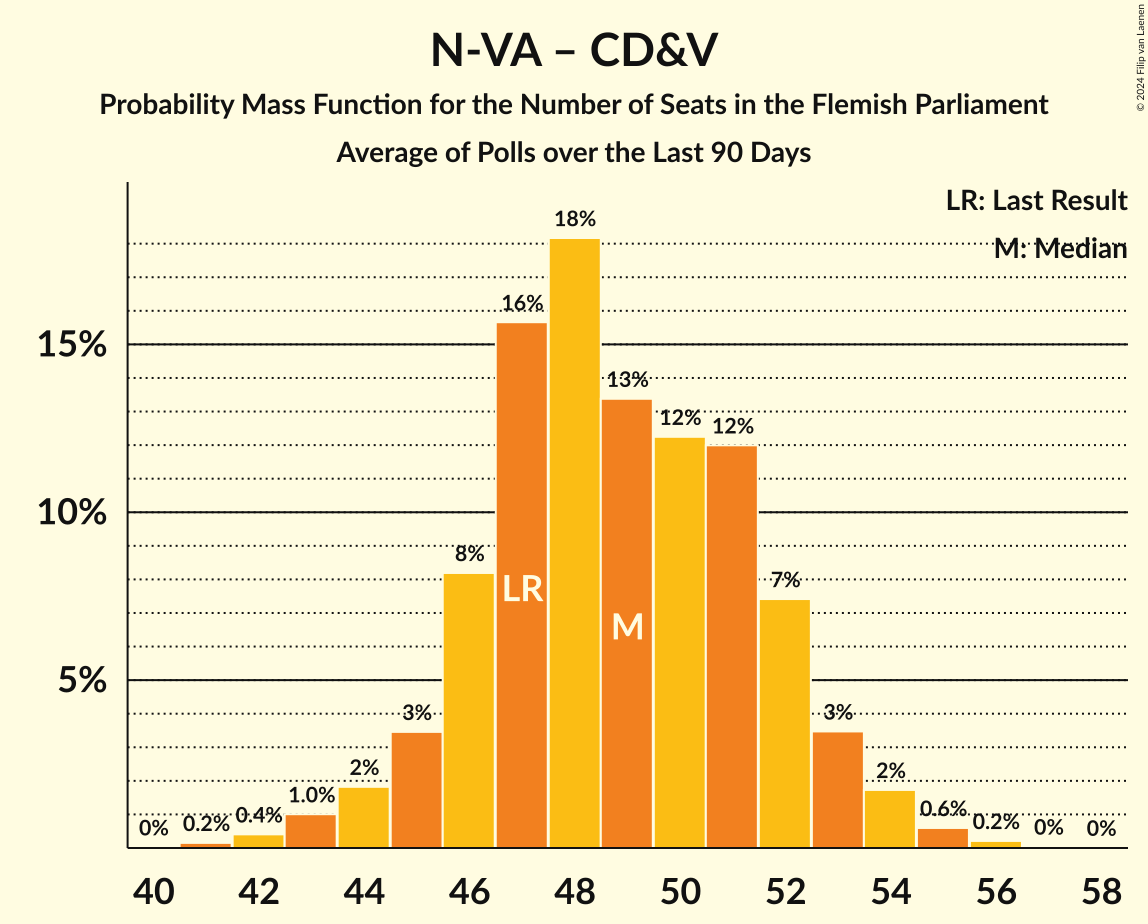 N-VA – CD&V
Probability Mass Function for the Number of Seats in the Flemish Parliament
Average of Polls over the Last 90 Days
© 2024 Filip van Laenen
LR: Last Result
M: Median
18%
16%
15%
13%
12%
12%
10%
8%
7%
LR
M
5%
3%
3%
2%
2%
1.0%
0.4%
0.6%
0%
0.2%
0.2%
0%
0%
40 42 44 46 48 50 52 54 56 58